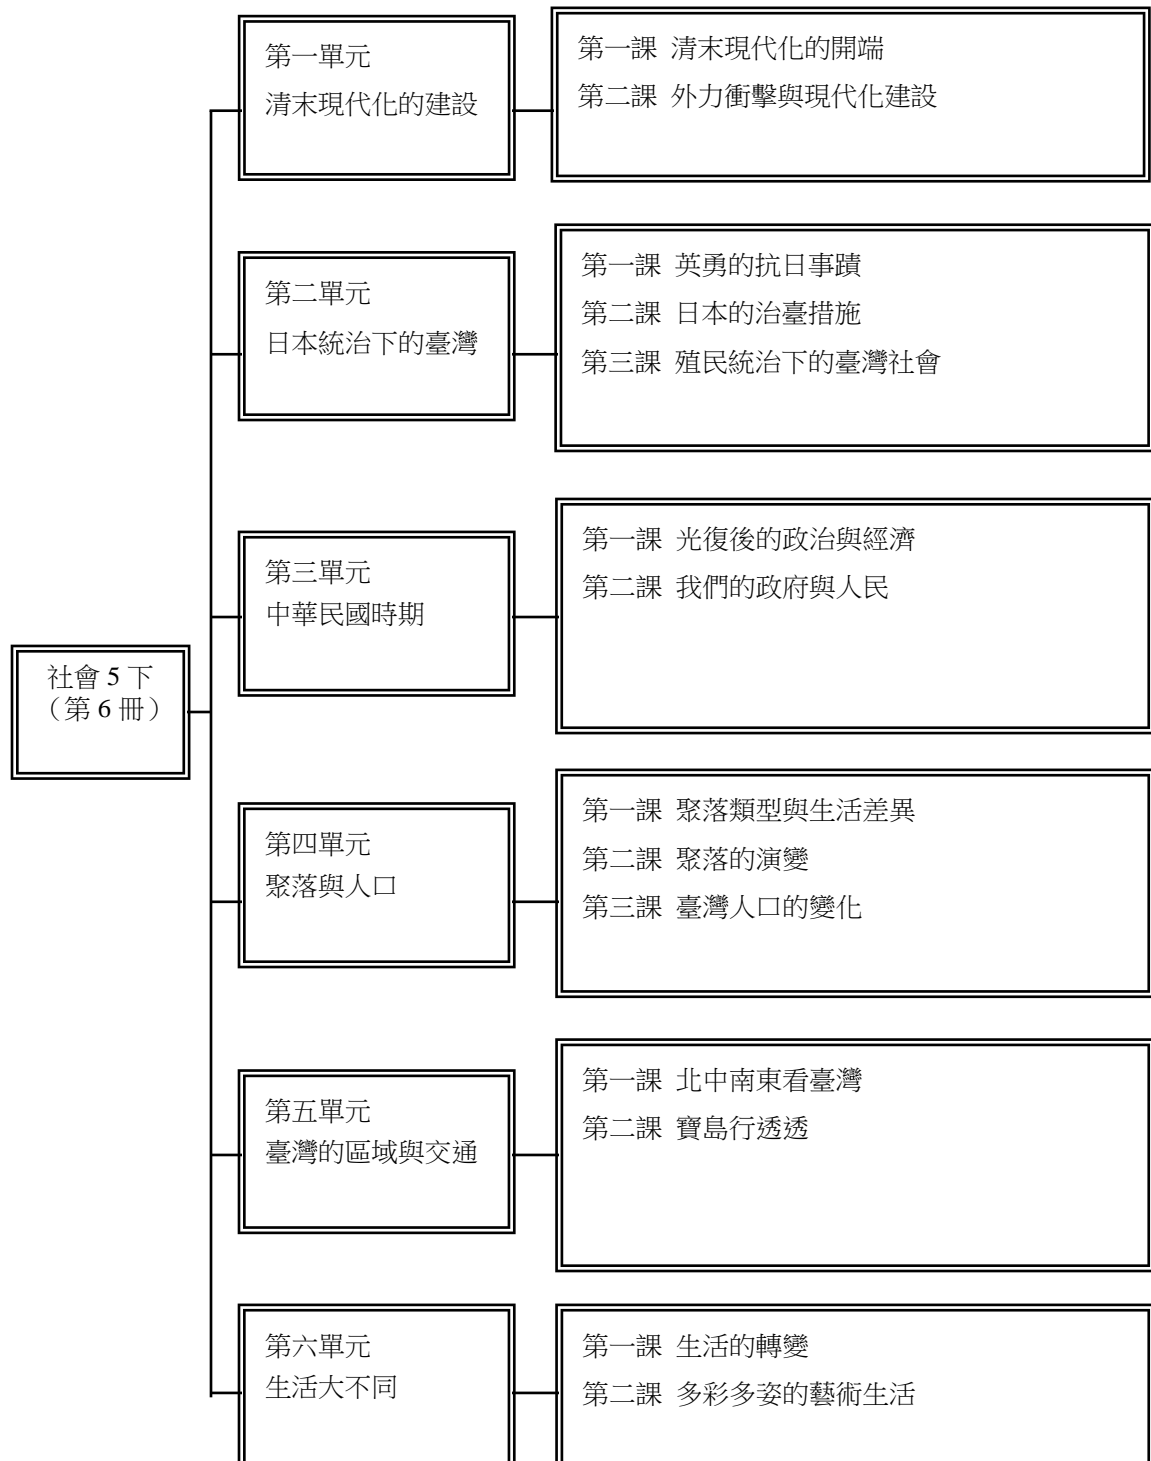 第一單元
清末現代化的建設
第一課 清末現代化的開端
第二課 外力衝擊與現代化建設
第二單元
日本統治下的臺灣
第一課 英勇的抗日事蹟
第二課 日本的治臺措施
第三課 殖民統治下的臺灣社會
第三單元
中華民國時期
第一課 光復後的政治與經濟
第二課 我們的政府與人民
社會 5 下
（第 6 冊）
第四單元
聚落與人口
第一課 聚落類型與生活差異
第二課 聚落的演變
第三課 臺灣人口的變化
第五單元
臺灣的區域與交通
第一課 北中南東看臺灣
第二課 寶島行透透
第六單元
生活大不同
第一課 生活的轉變
第二課 多彩多姿的藝術生活